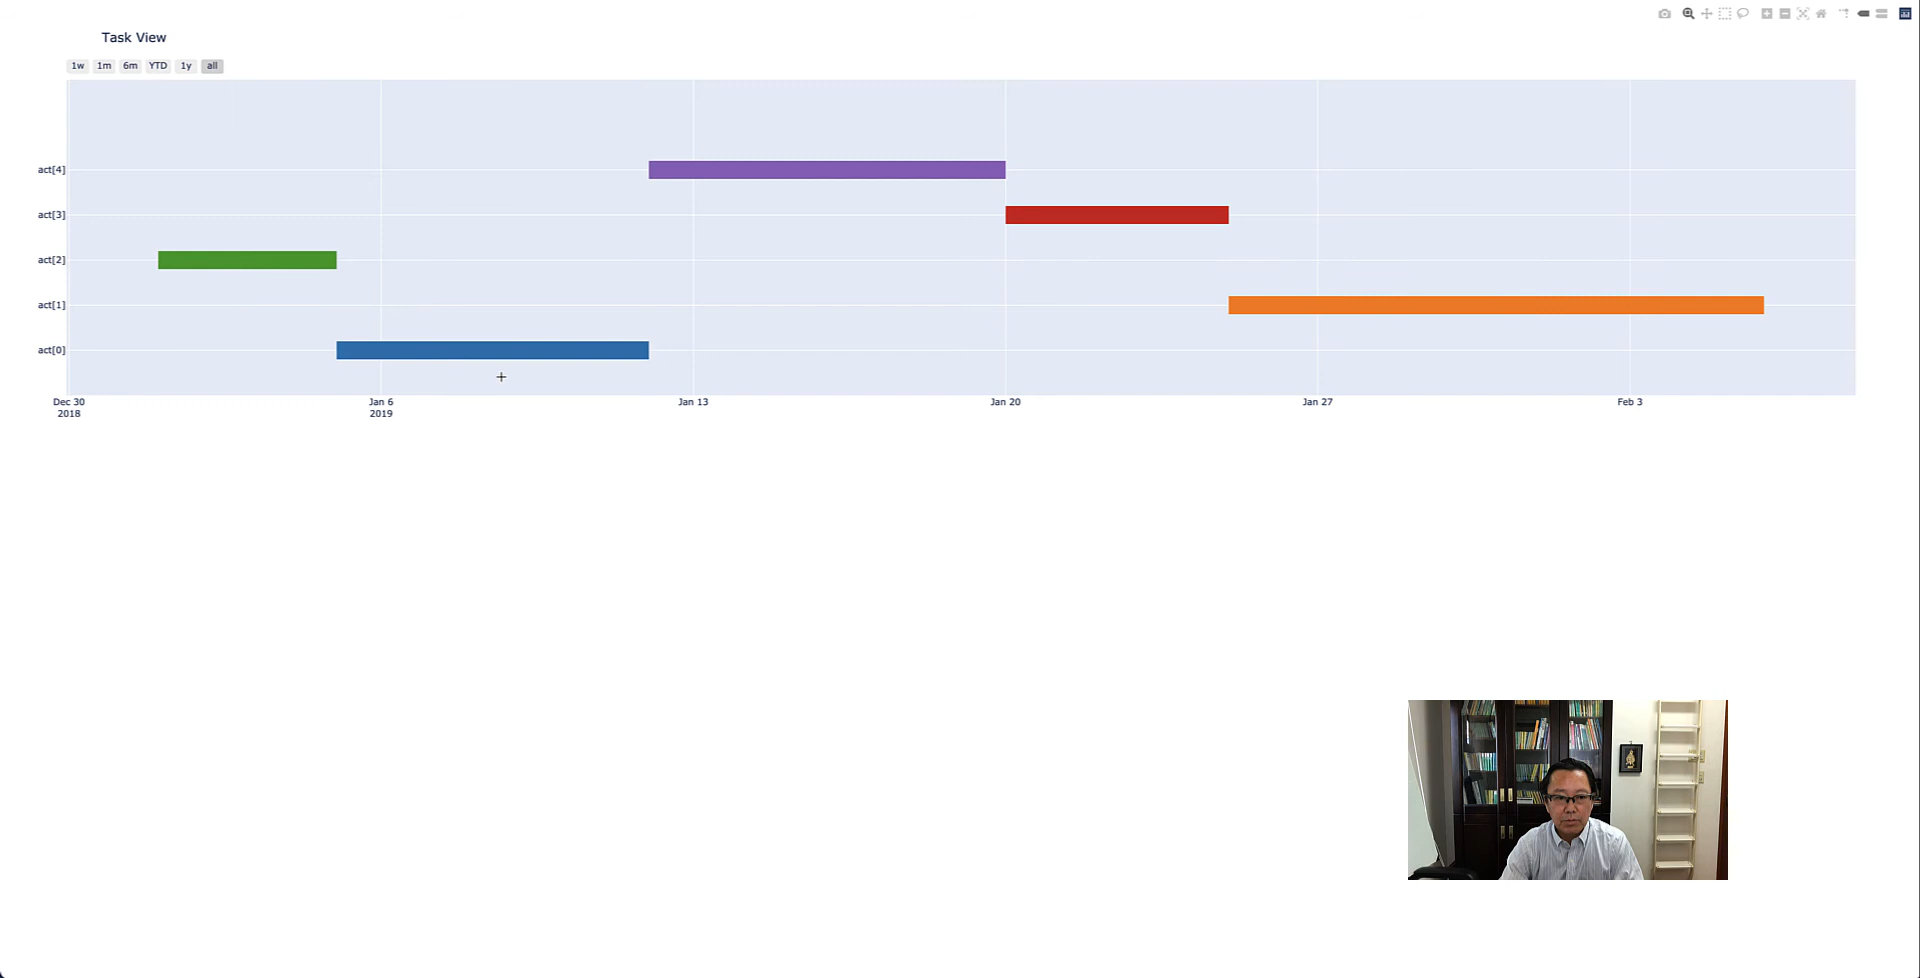 Task View
1w 1m 6m YTD 1y all
act[4]
act[3]
act[2]
act[1]
act[0]
Dec 30 Jan 6 Jan 13 Jan 20 Jan 27 Feb 3
2018 2019